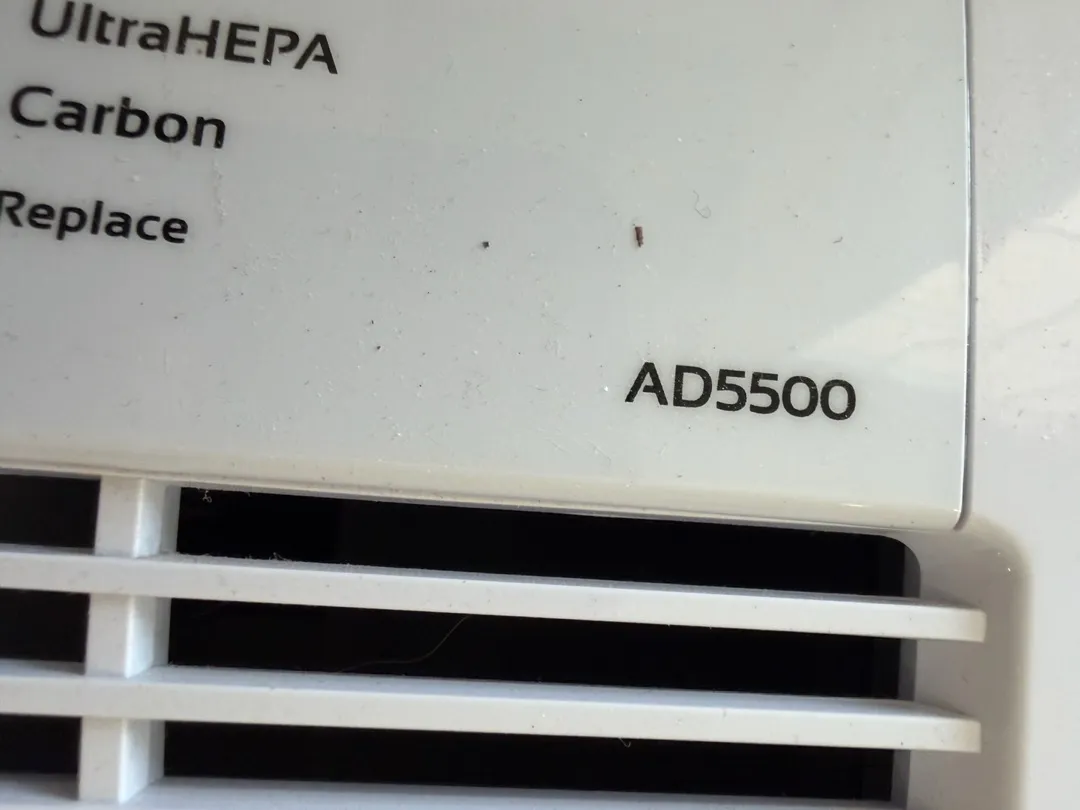 UltraHEPA
Carbon
Replace
AD5500